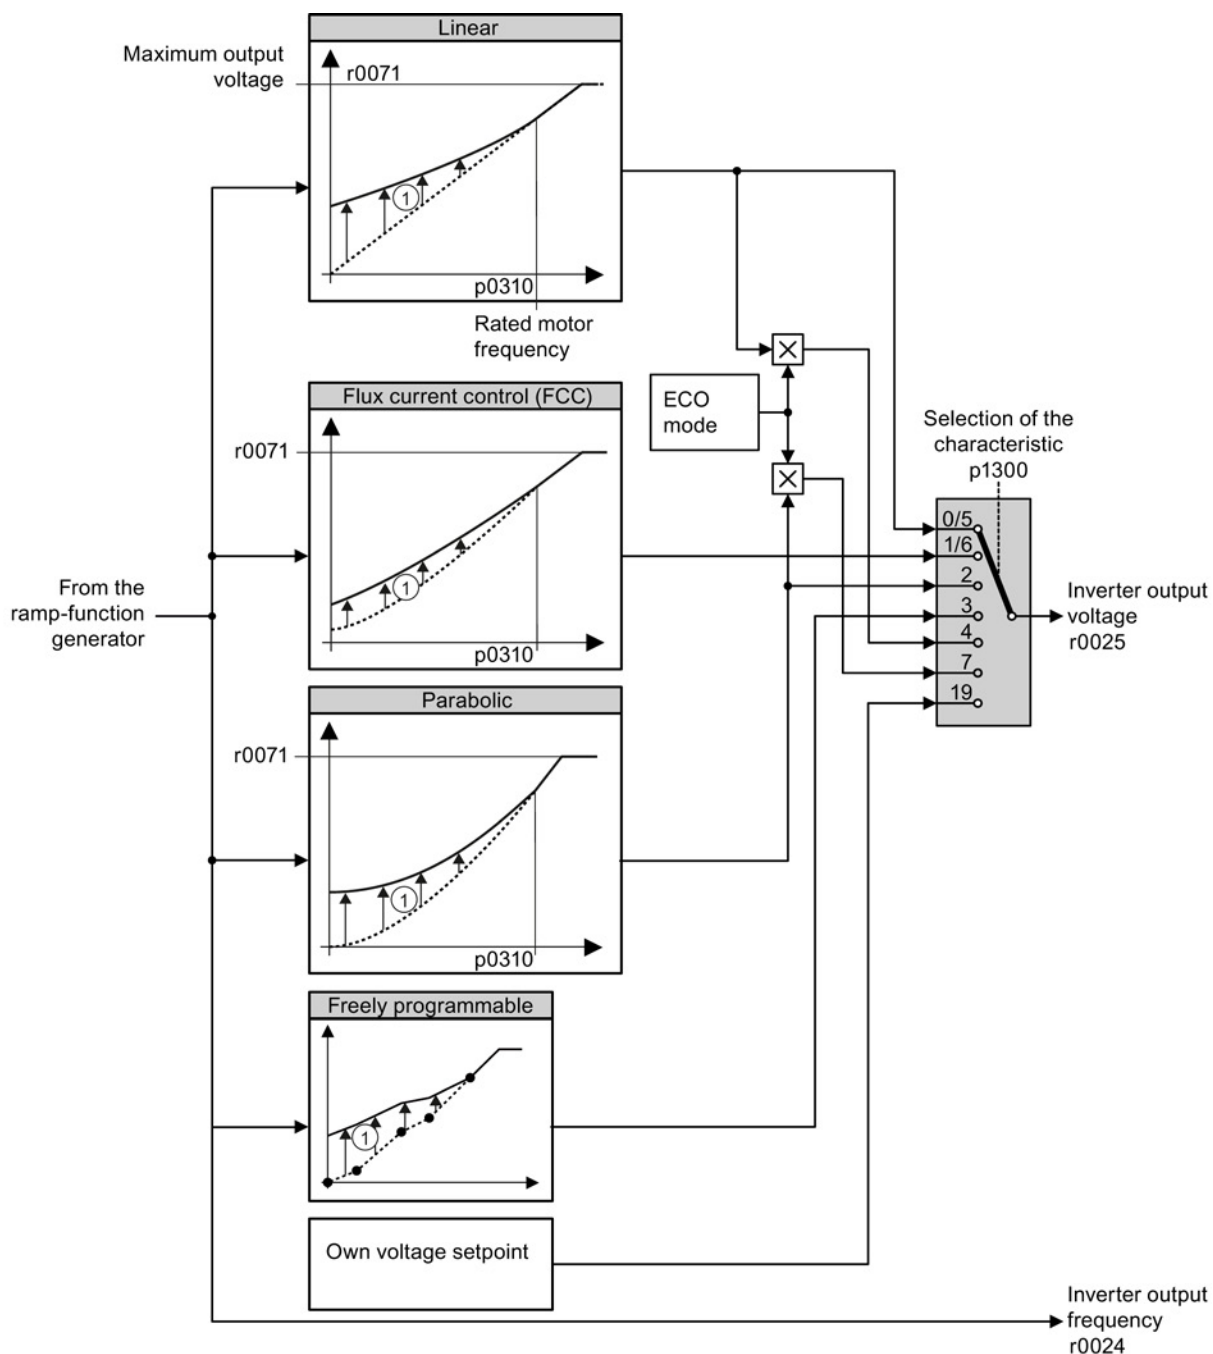 Linear
Maximum output
voltage
r0071
1
p0310
Rated motor
frequency
Flux current control (FCC)
r0071
1
p0310
ECO
mode
Selection of the
characteristic
p1300
0/5
1/6
2
3
4
7
19
Inverter output
voltage
r0025
From the
ramp-function
generator
Parabolic
r0071
1
p0310
Freely programmable
1
Own voltage setpoint
Inverter output
frequency
r0024